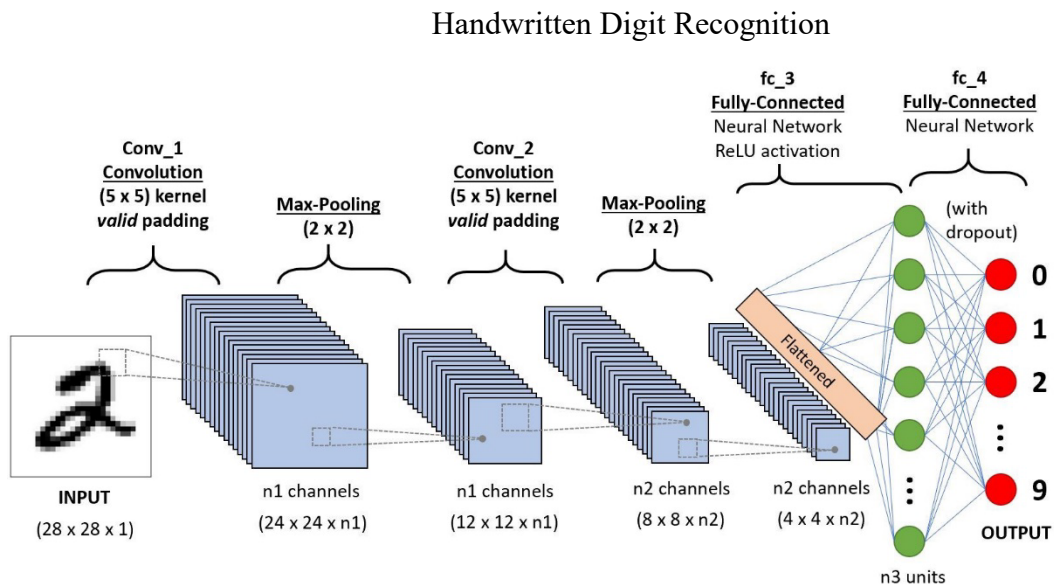 Handwritten Digit Recognition
fc_3
Fully-Connected
Neural Network
ReLU activation
fc_4
Fully-Connected
Neural Network
Conv_1
Convolution
(5 x 5) kernel
valid padding
Max-Pooling
(2 x 2)
Conv_2
Convolution
(5 x 5) kernel
valid padding
Max-Pooling
(2 x 2)
(with
dropout)
Flattened
0
1
2
9
INPUT
(28 x 28 x 1)
n1 channels
(24 x 24 x n1)
n1 channels
(12 x 12 x n1)
n2 channels
(8 x 8 x n2)
n2 channels
(4 x 4 x n2)
n3 units
OUTPUT
2